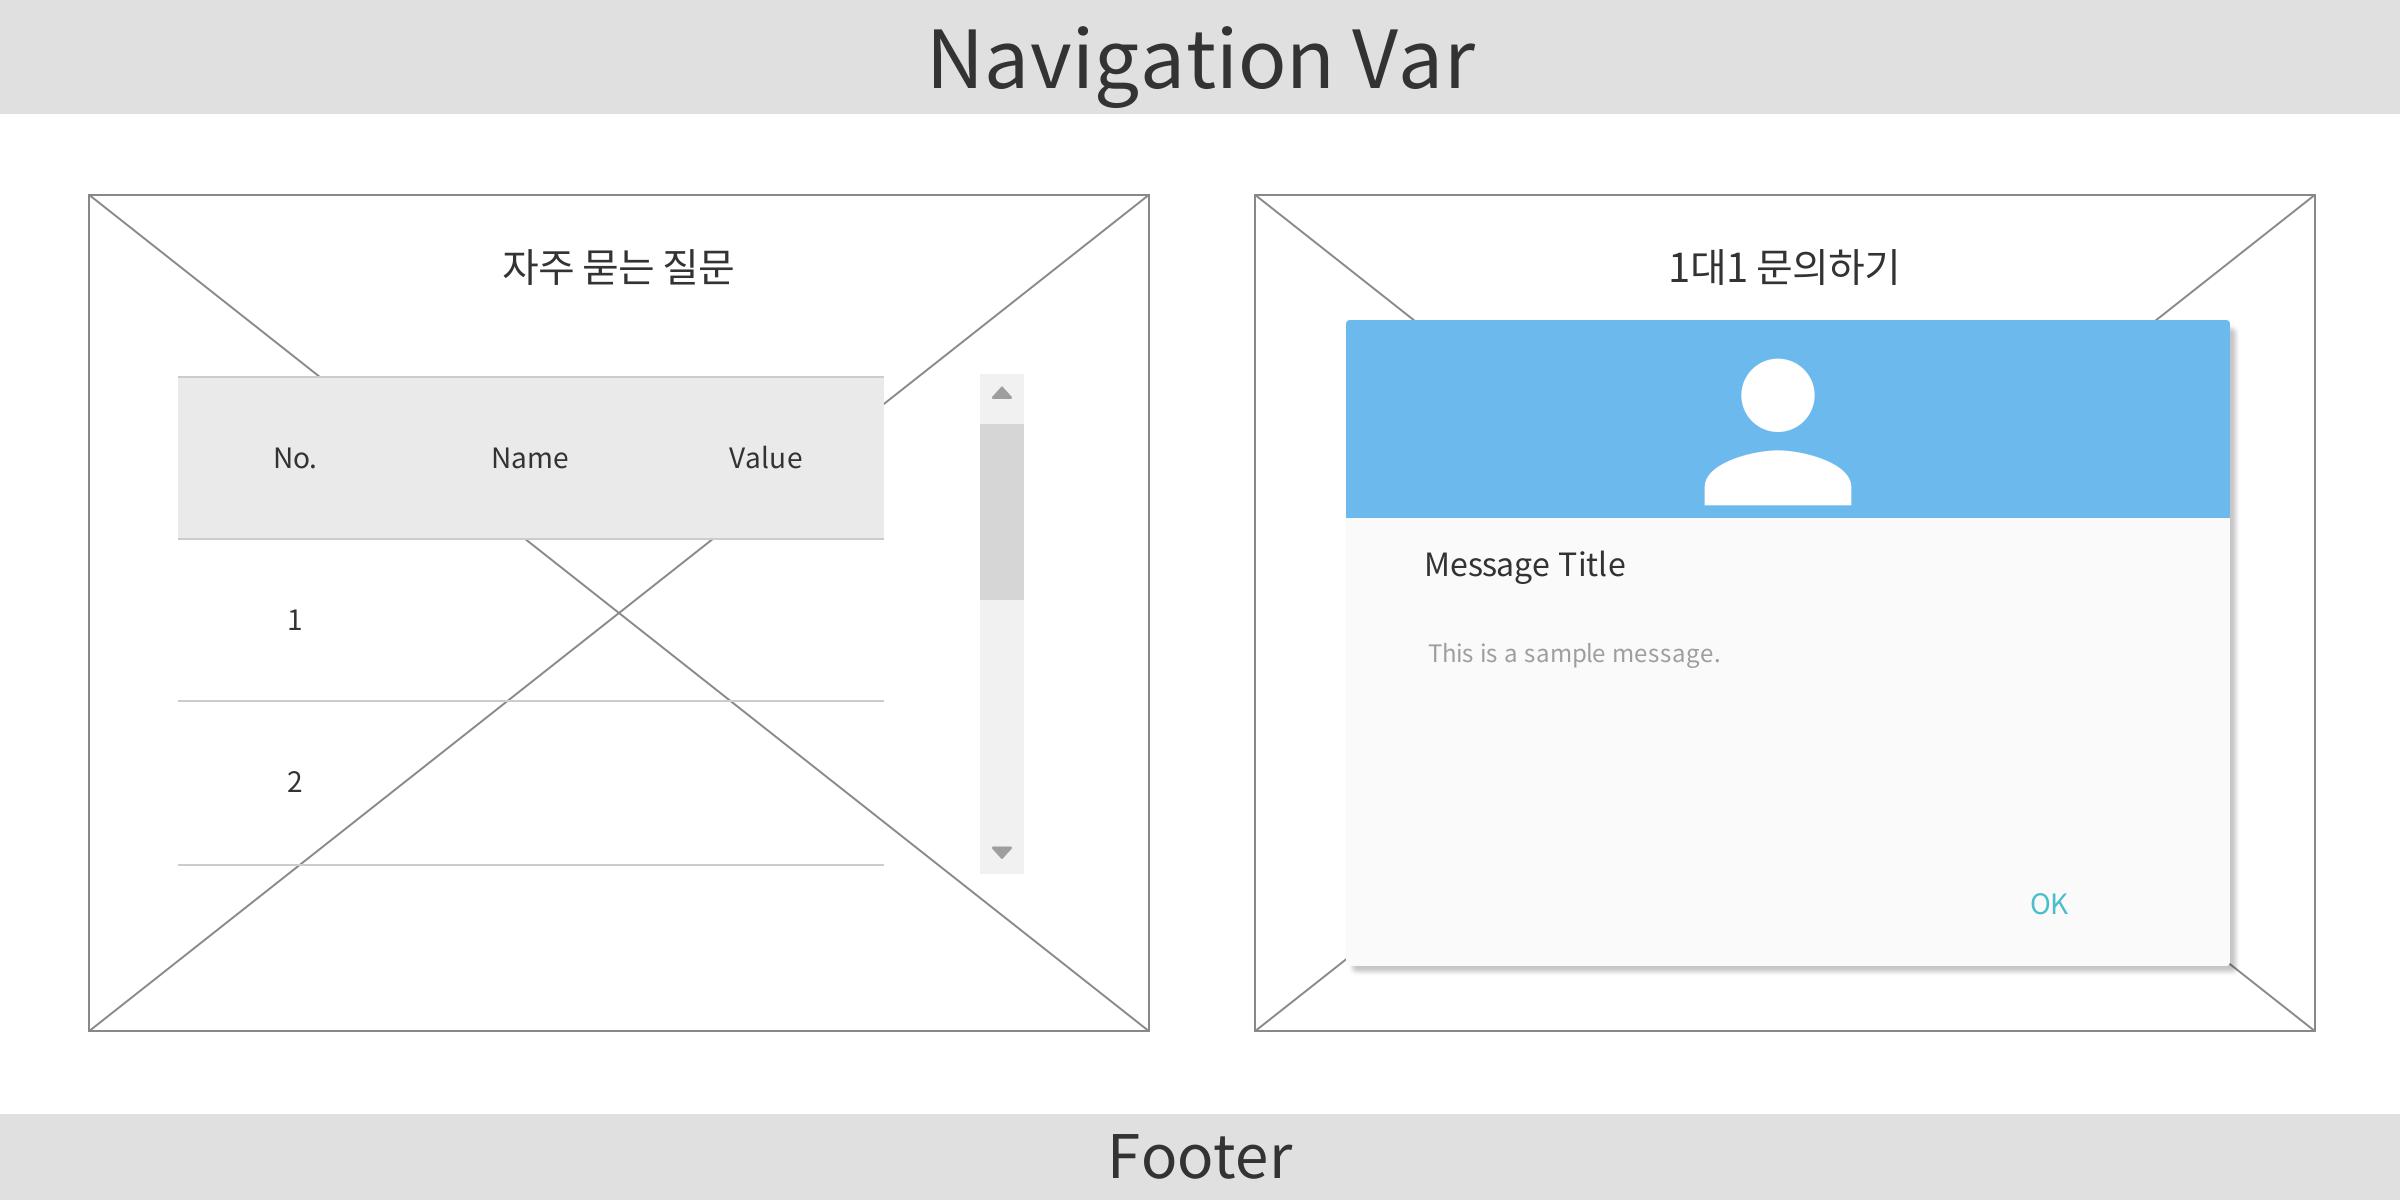 Navigation Var
자주 묻는 질문
No. Name Value
1
2
1대1 문의하기
Message Title
This is a sample message.
OK
Footer